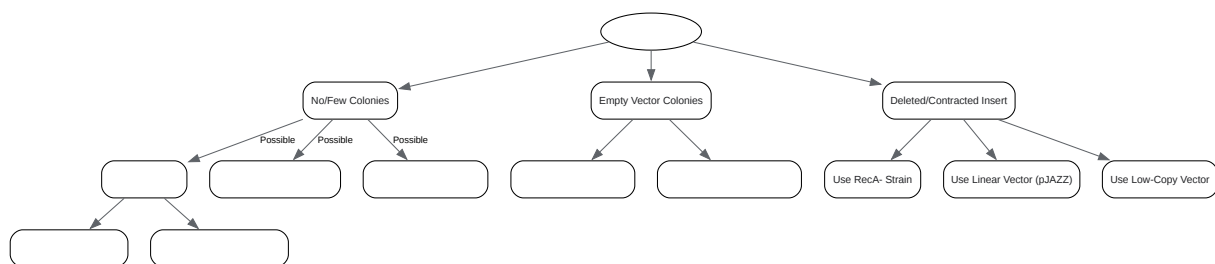 No/Few Colonies
Empty Vector Colonies
Deleted/Contracted Insert
Possible
Possible
Possible
Use RecA- Strain
Use Linear Vector (pJAZZ)
Use Low-Copy Vector